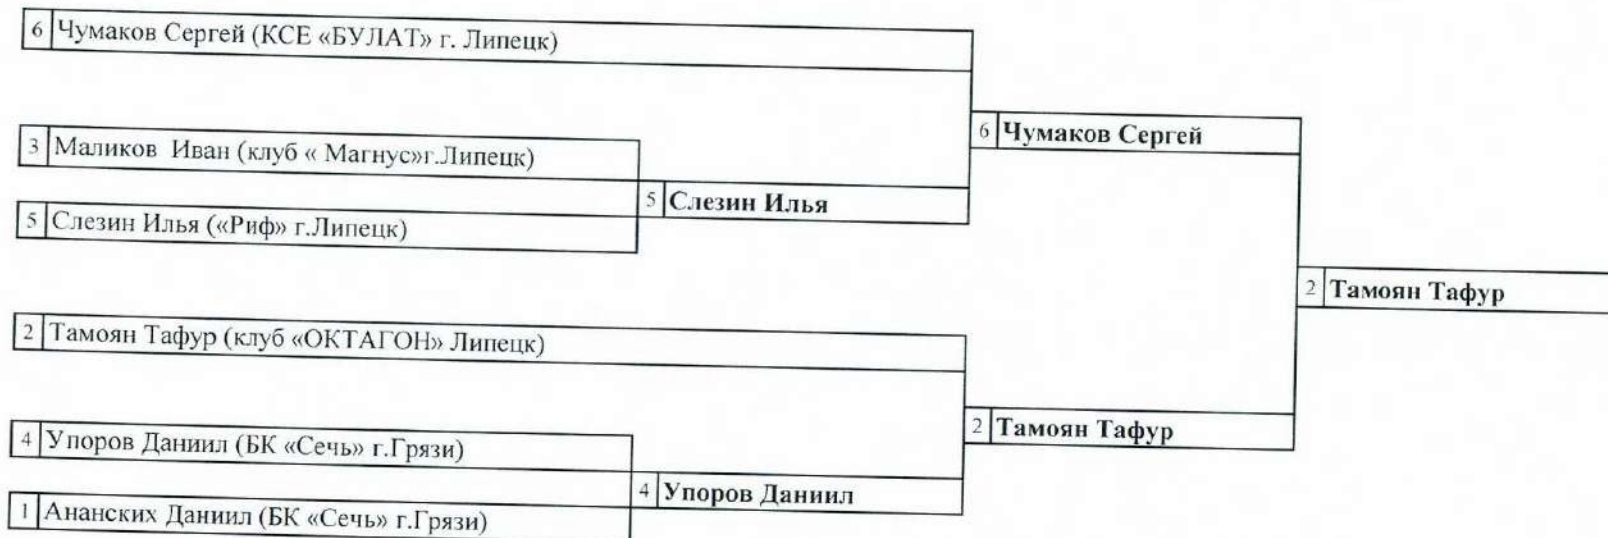 6 Чумаков Сергей (КСЕ «БУЛАТ» г. Липецк)
6 Чумаков Сергей
3 Маликов Иван (клуб « Магнус»г.Липецк)
5 Слезин Илья
5 Слезин Илья («Риф» г.Липецк)
2 Тамоян Тафур
2 Тамоян Тафур (клуб «ОКТАГОН» Липецк)
2 Тамоян Тафур
4 Упоров Даниил (БК «Сечь» г.Грязи)
4 Упоров Даниил
1 Ананских Даниил (БК «Сечь» г.Грязи)